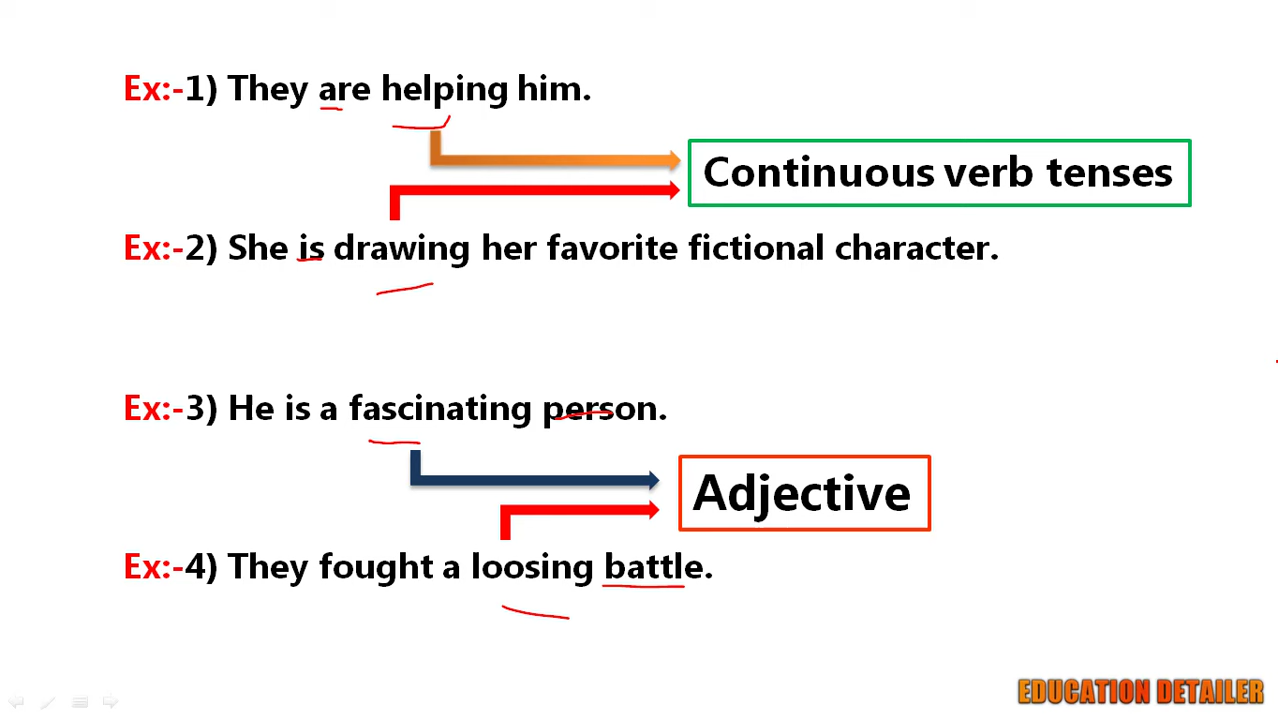 Ex:-1) They are helping him.
Continuous verb tenses
Ex:-2) She is drawing her favorite fictional character.
Ex:-3) He is a fascinating person.
Adjective
Ex:-4) They fought a loosing battle.
EDUCATION DETAILER